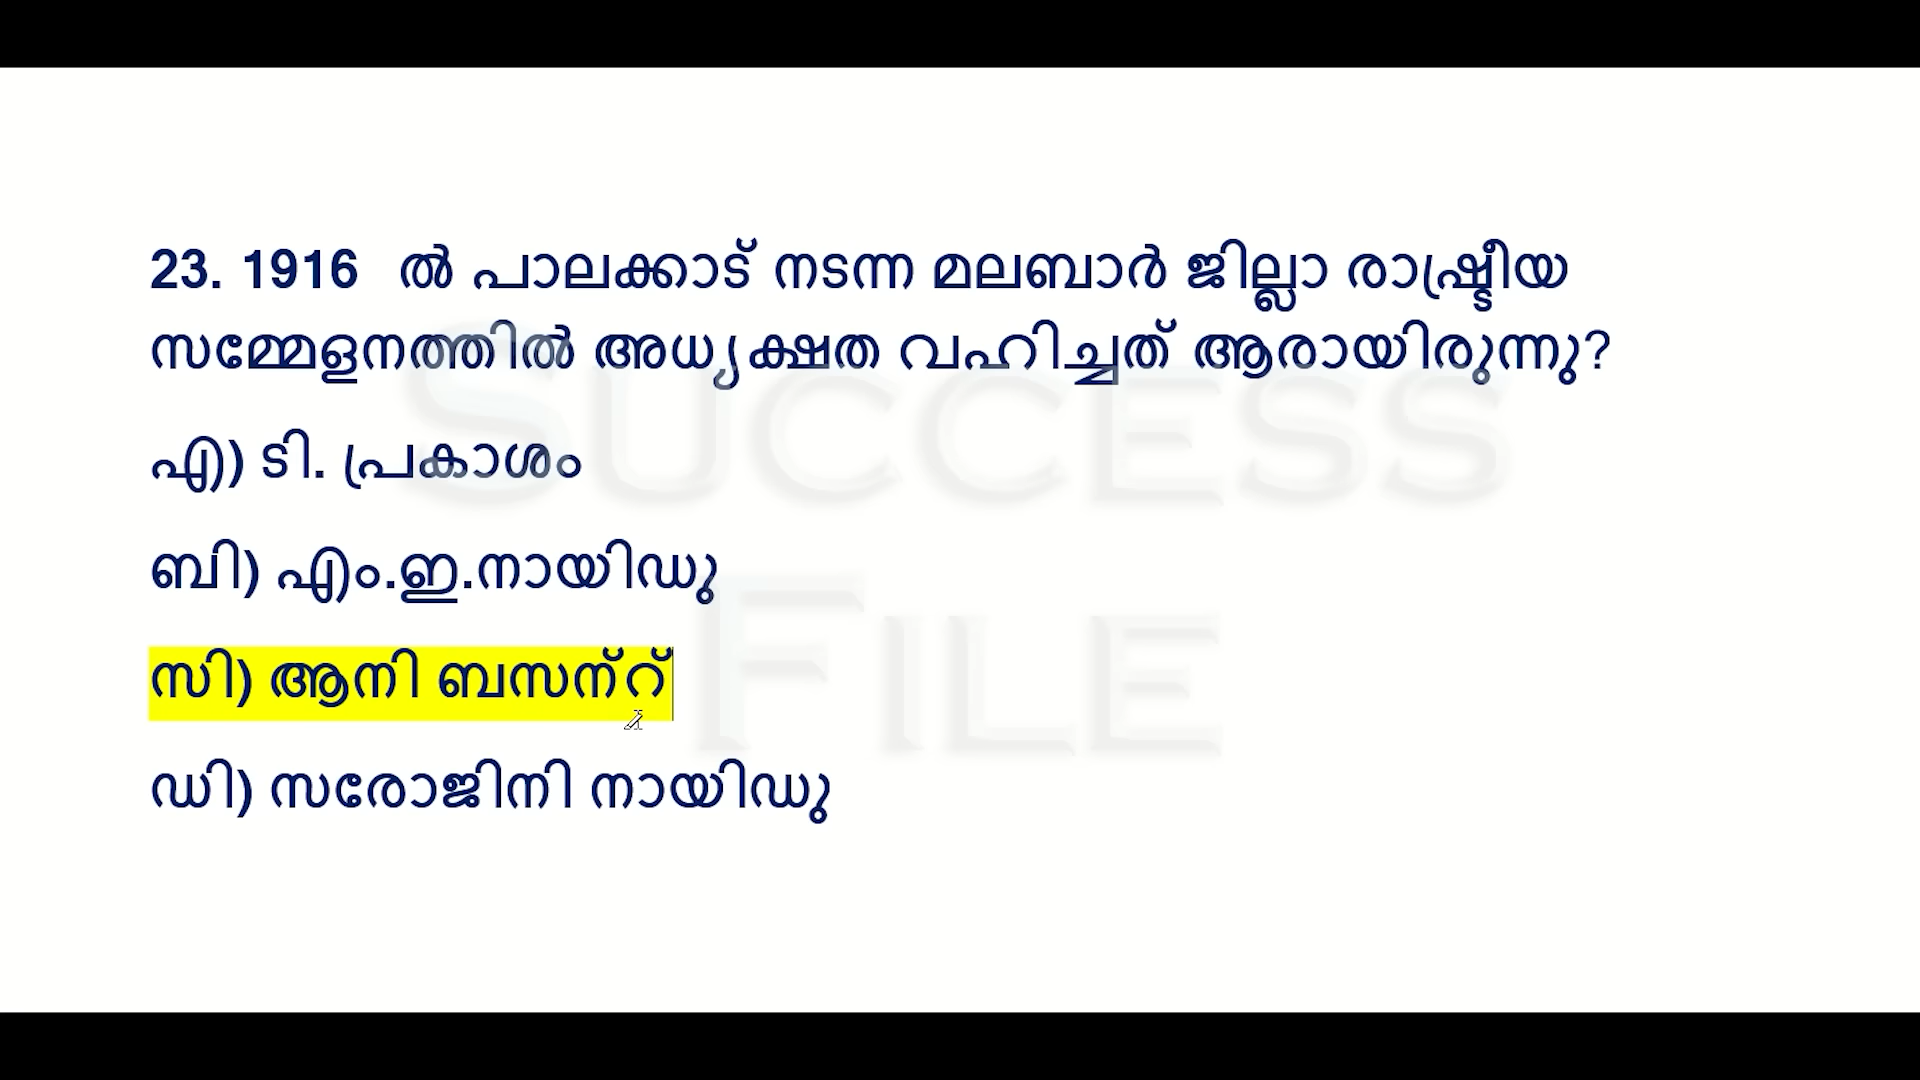 23. 1916 ൽ പാലക്കാട് നടന്ന മലബാർ ജില്ലാ രാഷ്ട്രീയ
സമ്മേളനത്തിൽ അധ്യക്ഷത വഹിച്ചത് ആരായിരുന്നു?
എ) ടി. പ്രകാശം
ബി) എം.ഇ.നായിഡു
സി) ആനി ബസന്റ്
ഡി) സരോജിനി നായിഡു
SUCCESS
FILE